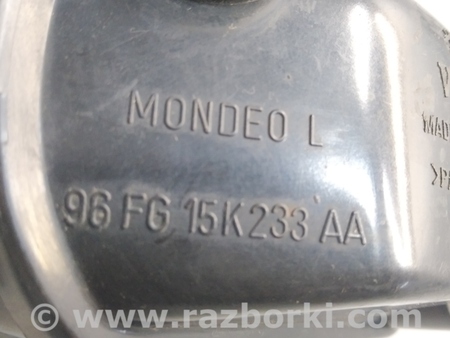 MONDEO L
96 FG 15K233 AA
www.razborki.com